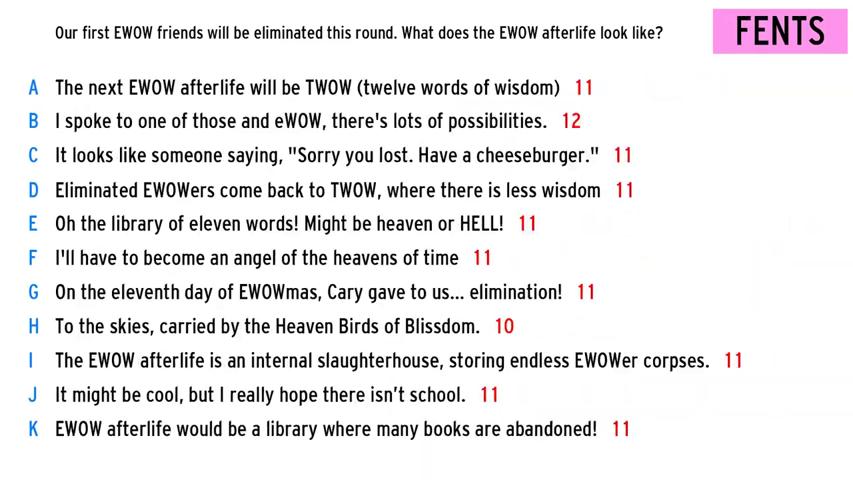 Our first EWOW friends will be eliminated this round. What does the EWOW afterlife look like?
FENTS
A The next EWOW afterlife will be TWOW (twelve words of wisdom) 11
B I spoke to one of those and eWOW, there's lots of possibilities. 12
C It looks like someone saying, "Sorry you lost. Have a cheeseburger." 11
D Eliminated EWOWers come back to TWOW, where there is less wisdom 11
E Oh the library of eleven words! Might be heaven or HELL! 11
F I'll have to become an angel of the heavens of time 11
G On the eleventh day of EWOWmas, Cary gave to us... elimination! 11
H To the skies, carried by the Heaven Birds of Blissdom. 10
I The EWOW afterlife is an internal slaughterhouse, storing endless EWOWer corpses. 11
J It might be cool, but I really hope there isn’t school. 11
K EWOW afterlife would be a library where many books are abandoned! 11